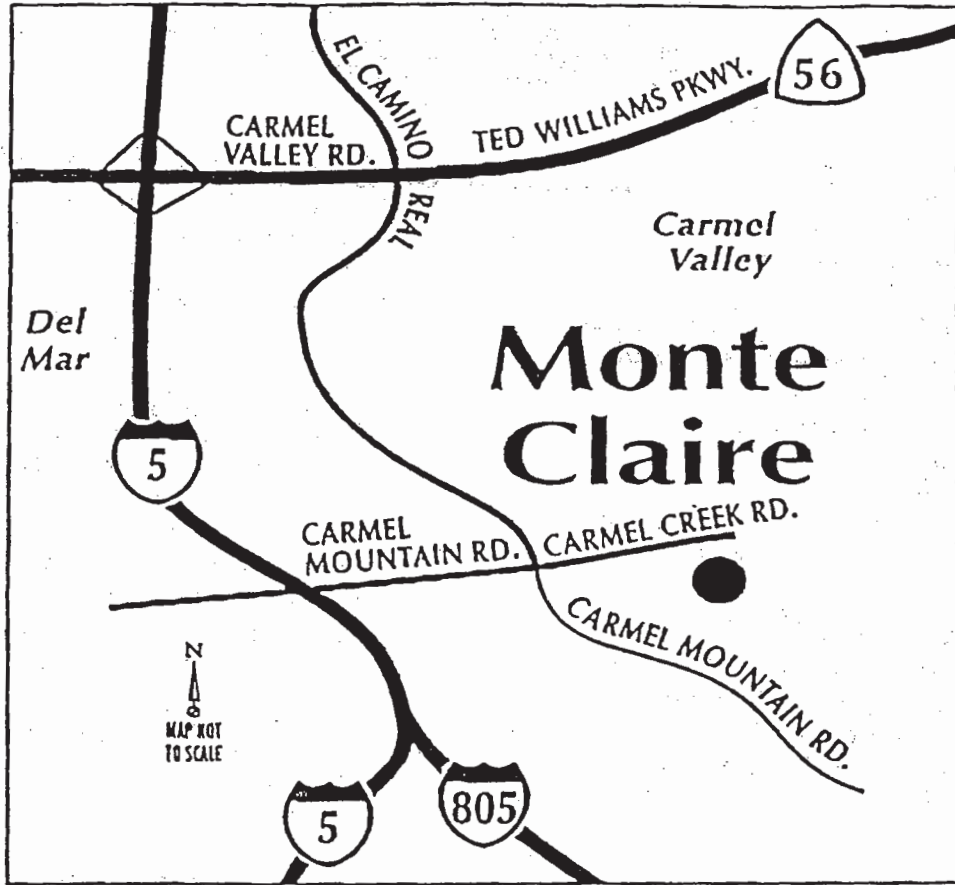 EL CAMINO
REAL
CARMEL
VALLEY RD.
TED WILLIAMS PKWY.
56
Carmel
Valley
Del
Mar
Monte
Claire
5
CARMEL
MOUNTAIN RD.
CARMEL CREEK RD.
CARMEL MOUNTAIN RD.
N
MAP NOT
TO SCALE
5
805